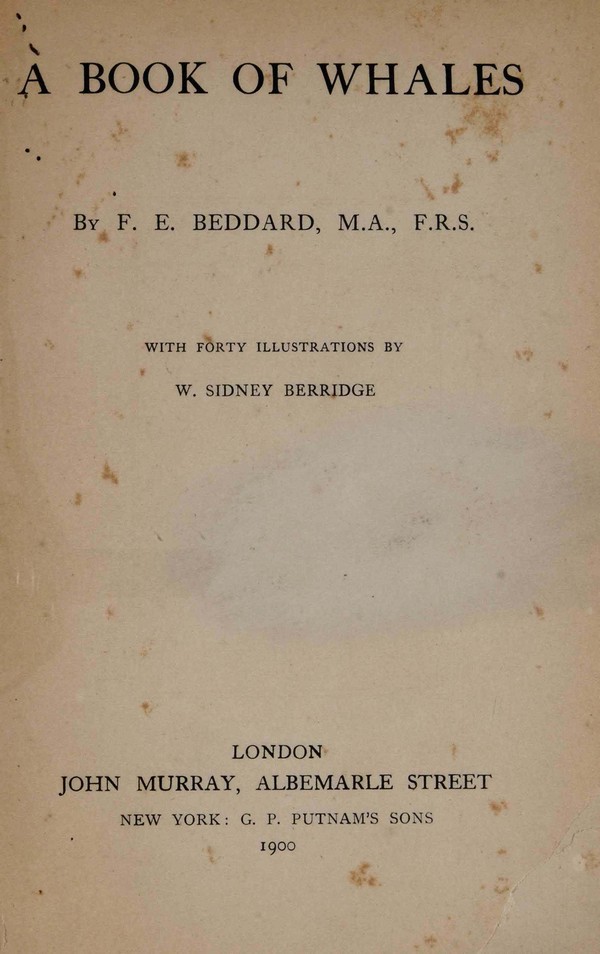 A BOOK OF WHALES
By F. E. BEDDARD, M.A., F.R.S.
WITH FORTY ILLUSTRATIONS BY
W. SIDNEY BERRIDGE
LONDON
JOHN MURRAY, ALBEMARLE STREET
NEW YORK: G. P. PUTNAM'S SONS
1900